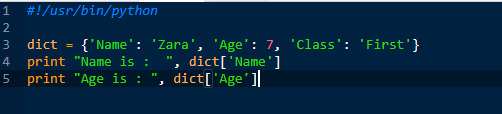 1 #!/usr/bin/python
2
3 dict = {'Name': 'Zara', 'Age': 7, 'Class': 'First'}
4 print "Name is :  ", dict['Name']
5 print "Age is : ", dict['Age']